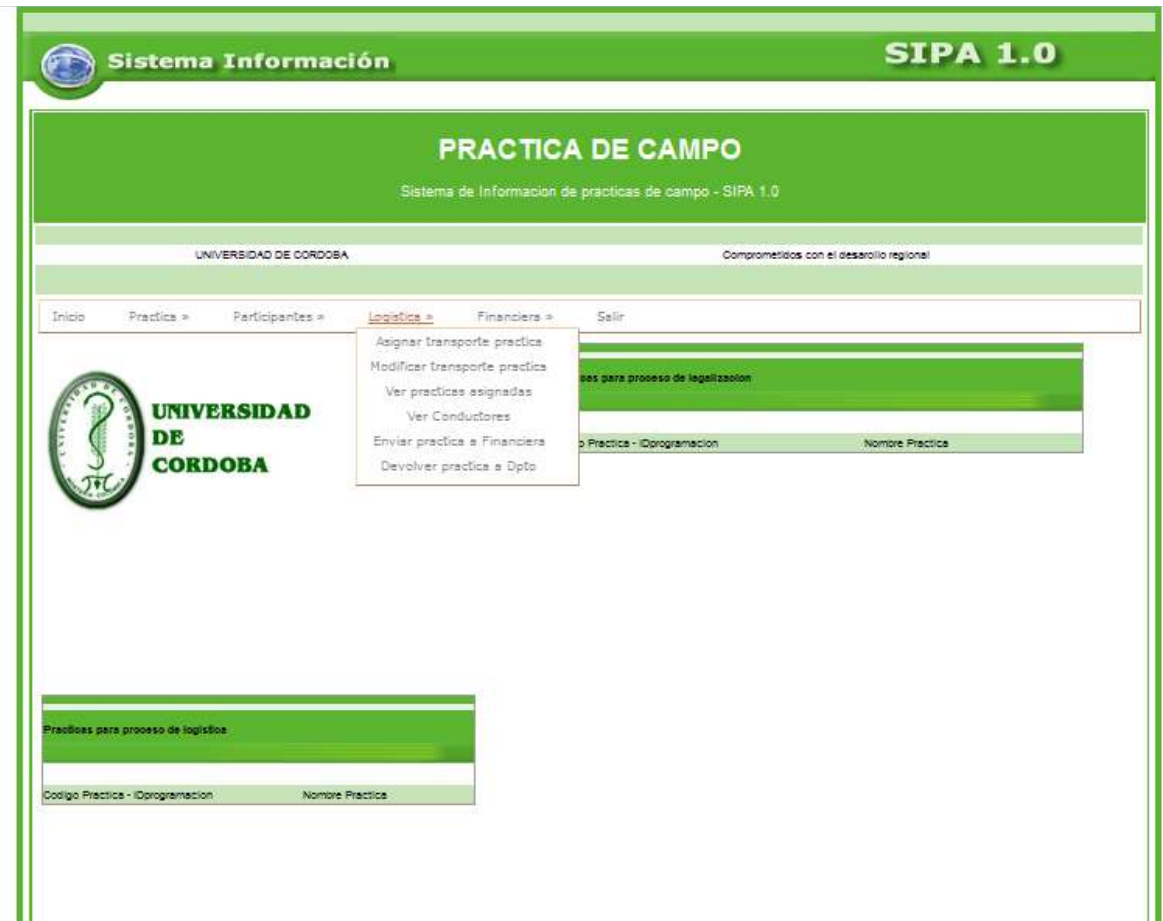 Sistema Información
SIPA 1.0
PRACTICA DE CAMPO
Sistema de Informacion de practicas de campo - SIPA 1.0
UNIVERSIDAD DE CORDOBA
Comprometidos con el desarollo regional
Inicio Practica » Participantes » Logistica » Financiera » Salir
Asignar transporte practica
Modificar transporte practica
Ver practicas asignadas
Ver Conductores
Enviar practica a Financiera
Devolver practica a Dpto
para proceso de legalizacion
Practica - IDprogramacion Nombre Practica
UNIVERSIDAD
DE
CORDOBA
Practicas para proceso de logistica
Codigo Practica - IDprogramacion Nombre Practica